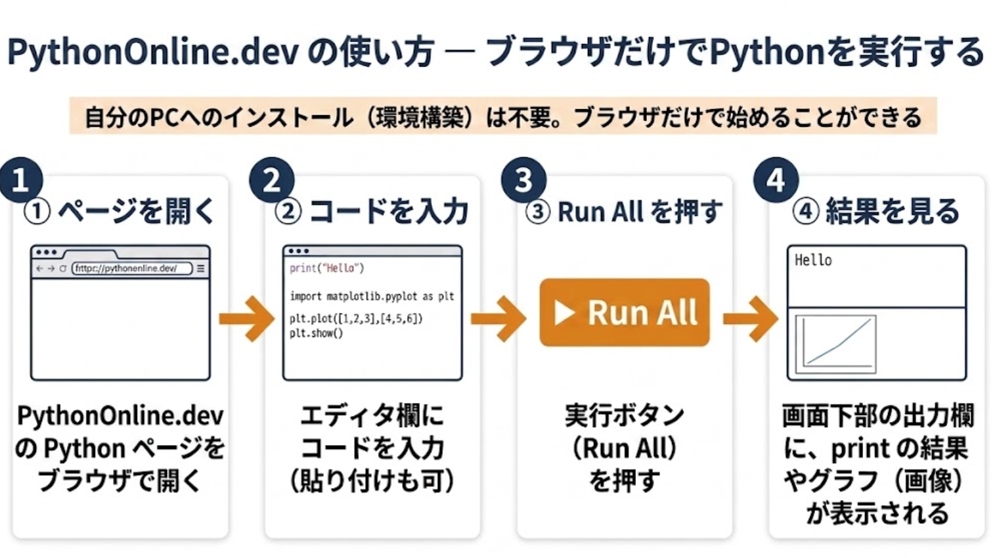 PythonOnline.dev の使い方 — ブラウザだけでPythonを実行する
自分のPCへのインストール（環境構築）は不要。ブラウザだけで始めることができる
1
① ページを開く
frttpc://pythonenline.dev/
PythonOnline.dev
の Python ページを
ブラウザで開く
2
② コードを入力
print("Hello")
import matplotlib.pyplot as plt
plt.plot([1,2,3],[4,5,6])
plt.show()
エディタ欄に
コードを入力
（貼り付けも可）
3
③ Run All を押す
Run All
実行ボタン
（Run All）
を押す
4
④ 結果を見る
Hello
画面下部の出力欄
に、print の結果
やグラフ（画像）
が表示される